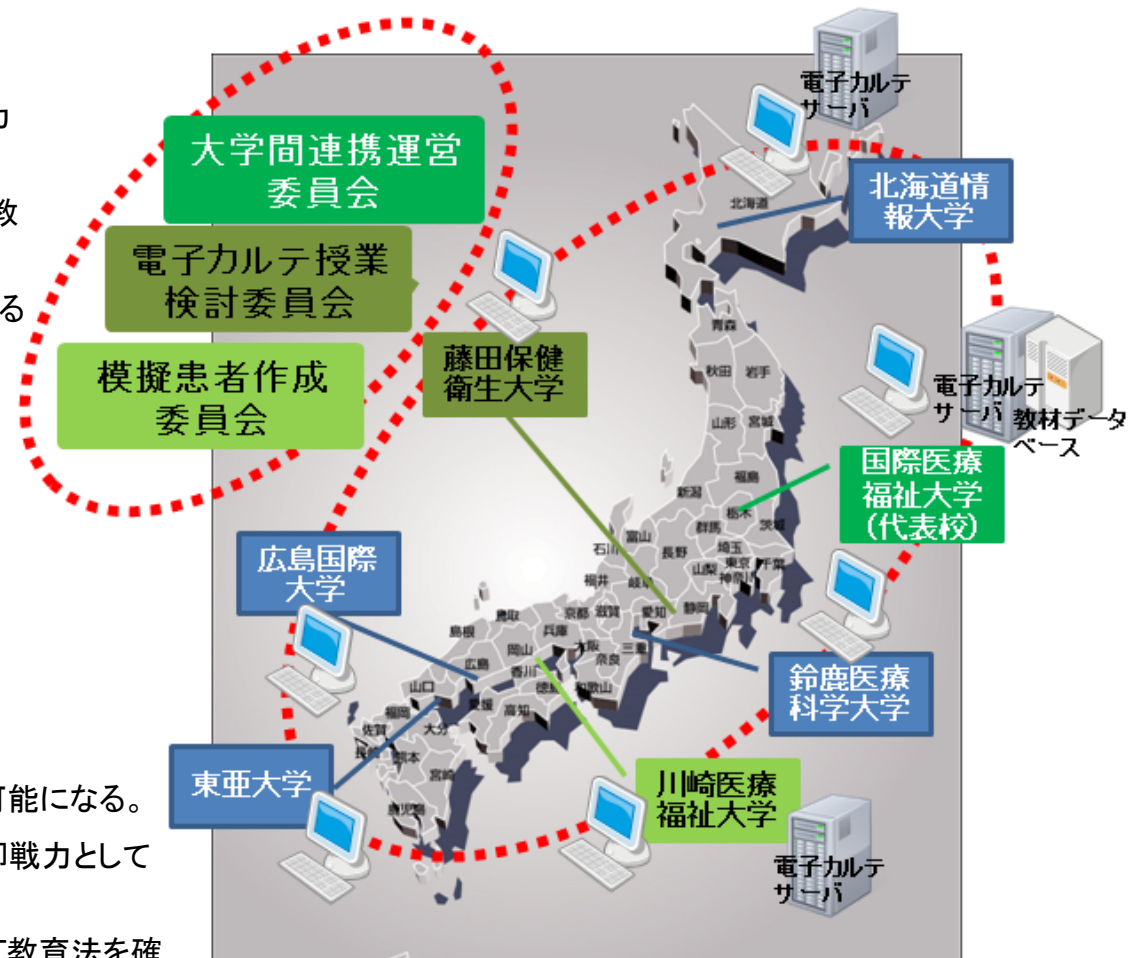 カ
教
る
可能になる。
即戦力として
教育法を確
大学間連携運営
委員会
電子カルテ授業
検討委員会
模擬患者作成
委員会
電子カルテ
サーバ
北海道情
報大学
藤田保健
衛生大学
電子カルテ
サーバ
教材データ
ベース
国際医療
福祉大学
(代表校)
広島国際
大学
鈴鹿医療
科学大学
東亜大学
川崎医療
福祉大学
電子カルテ
サーバ
北海道
青森
秋田
岩手
山形
宮城
福島
新潟
栃木
群馬
茨城
富山
石川
長野
埼玉
山梨
東京
千葉
神奈川
福井
岐阜
静岡
愛知
滋賀
京都
三重
兵庫
大阪
奈良
和歌山
鳥取
島根
岡山
広島
香川
徳島
山口
愛媛
高知
福岡
大分
佐賀
長崎
熊本
宮崎
鹿児島